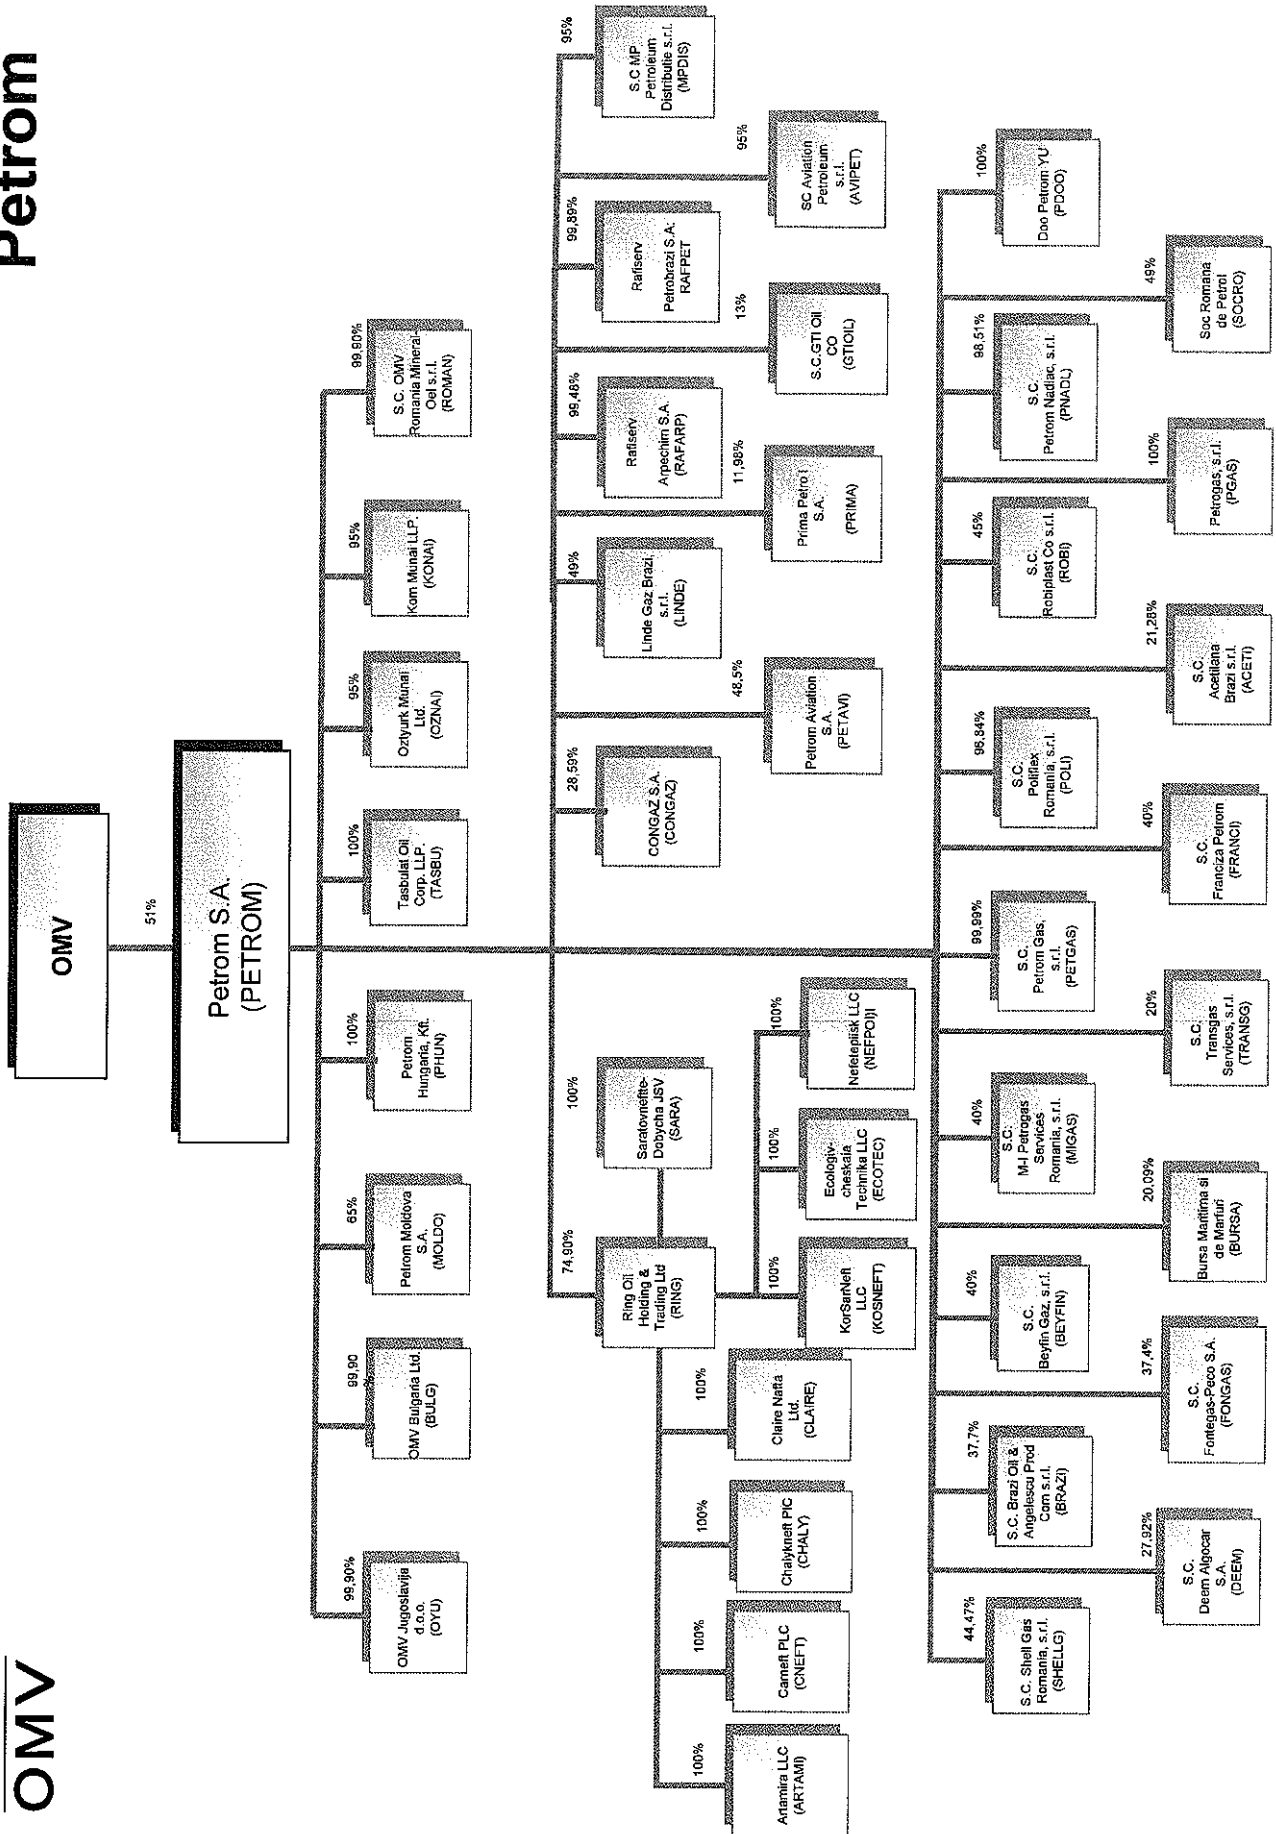 OMV
Petrom
OMV
51%
Petrom S.A.
(PETROM)
99,90%
OMV Jugoslavija
d.o.o.
(OYU)
99,90
%
OMV Bulgaria Ltd.
(BULG)
65%
Petrom Moldova
S.A.
(MOLDO)
100%
Petrom
Hungaria, Kft.
(PHUN)
100%
Tasbulat Oil
Corp. LLP.
(TASBU)
95%
Oztyurk Munai
Ltd.
(OZNAI)
95%
Kom Munai LLP.
(KONAI)
99,90%
S.C. OMV
Romania Mineral-
Oel s.r.l.
(ROMAN)
74,90%
Ring Oil
Holding &
Trading Ltd
(RING)
100%
Saratovneftte-
Dobycha JSV
(SARA)
28,59%
CONGAZ S.A.
(CONGAZ)
49%
Linde Gaz Brazi,
s.r.l.
(LINDE)
99,48%
Rafiserv
Arpechim S.A.
(RAFARP)
99,89%
Rafiserv
Petrobrazi S.A.
RAFPET
95%
S.C MP
Petroleum
Distributie s.r.l.
(MPDIS)
100%
Artamira LLC
(ARTAMI)
100%
Carneft PLC
(CNEFT)
100%
Chalykneft PIC
(CHALY)
100%
Claire Nafta
Ltd.
(CLAIRE)
100%
KorSarNeft
LLC
(KOSNEFT)
100%
Ecologiv-
cheskaia
Technika LLC
(ECOTEC)
100%
Nefeteplisk LLC
(NEFPOI)I
48,5%
Petrom Aviation
S.A.
(PETAVI)
11,98%
Prima Petro l
S.A.
(PRIMA)
13%
S.C.GTI Oil
CO
(GTIOIL)
95%
SC Aviation
Petroleum
s.r.l.
(AVIPET)
44,47%
S.C. Shell Gas
Romania, s.r.l.
(SHELLG)
37,7%
S.C. Brazi Oil &
Angelescu Prod
Com s.r.l.
(BRAZI)
40%
S.C.
Beyfin Gaz, s.r.l.
(BEYFIN)
40%
S.C.
M-I Petrogas
Services
Romania, s.r.l.
(MIGAS)
99,99%
S.C.
Petrom Gas,
s.r.l.
(PETGAS)
96,84%
S.C.
Poliflex
Romania, s.r.l.
(POLI)
45%
S.C.
Robiplast Co s.r.l.
(ROBI)
98,51%
S.C.
Petrom Nadlac, s.r.l.
(PNADL)
100%
Doo Petrom YU
(PDOO)
27,92%
S.C.
Deem Algocar
S.A.
(DEEM)
37,4%
S.C.
Fontegas-Peco S.A.
(FONGAS)
20,09%
Bursa Maritima si
de Marfuri
(BURSA)
20%
S.C.
Transgas
Services, s.r.l.
(TRANSG)
40%
S.C.
Franciza Petrom
(FRANCI)
21,28%
S.C.
Acetilana
Brazi s.r.l.
(ACETI)
100%
Petrogas, s.r.l.
(PGAS)
49%
Soc Romana
de Petrol
(SOCRO)